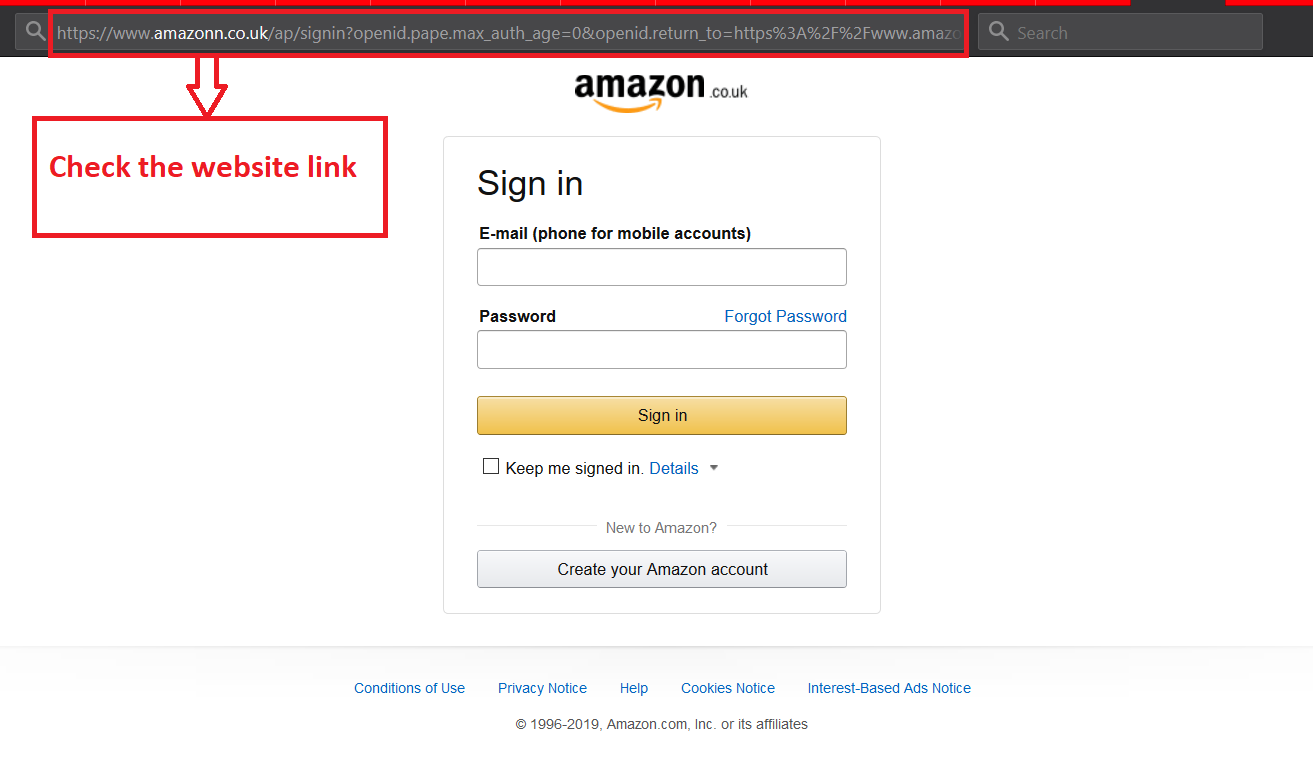 https://www.amazonn.co.uk/ap/signin?openid.pape.max_auth_age=0&openid.return_to=https%3A%2F%2Fwww.amazo
Search
amazon.co.uk
Check the website link
Sign in
E-mail (phone for mobile accounts)
Password Forgot Password
Sign in
Keep me signed in. Details
New to Amazon?
Create your Amazon account
Conditions of Use Privacy Notice Help Cookies Notice Interest-Based Ads Notice
© 1996-2019, Amazon.com, Inc. or its affiliates